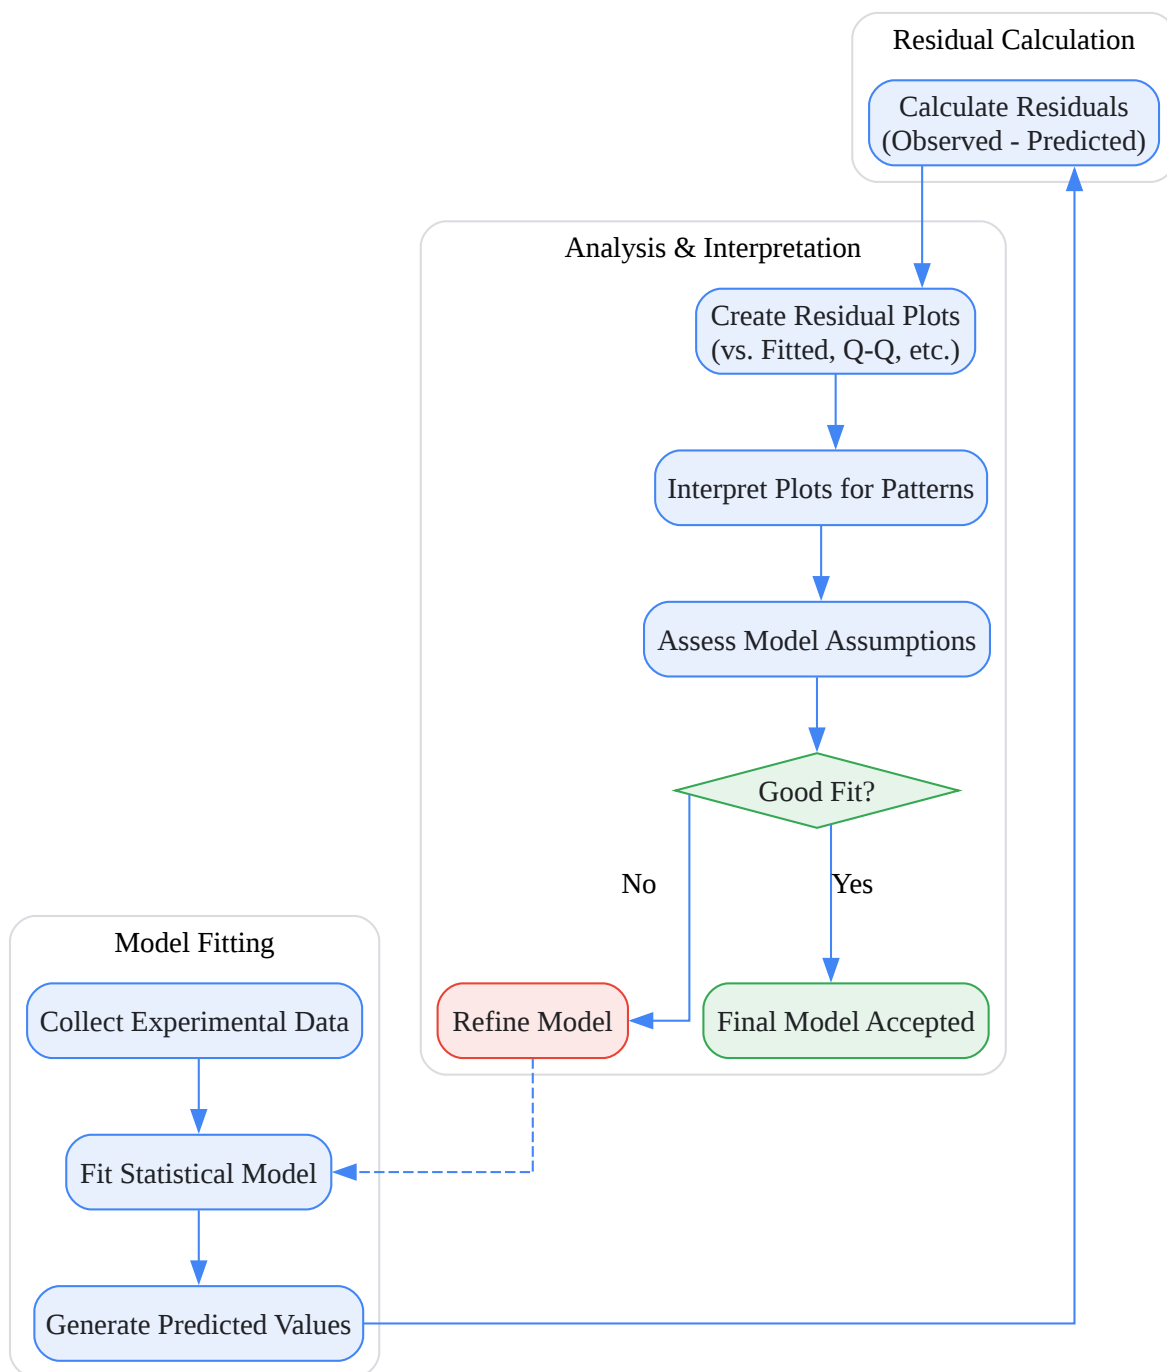 Residual Calculation
Calculate Residuals
(Observed - Predicted)
Analysis & Interpretation
Create Residual Plots
(vs. Fitted, Q-Q, etc.)
Interpret Plots for Patterns
Assess Model Assumptions
Good Fit?
No
Yes
Model Fitting
Collect Experimental Data
Refine Model
Final Model Accepted
Fit Statistical Model
Generate Predicted Values